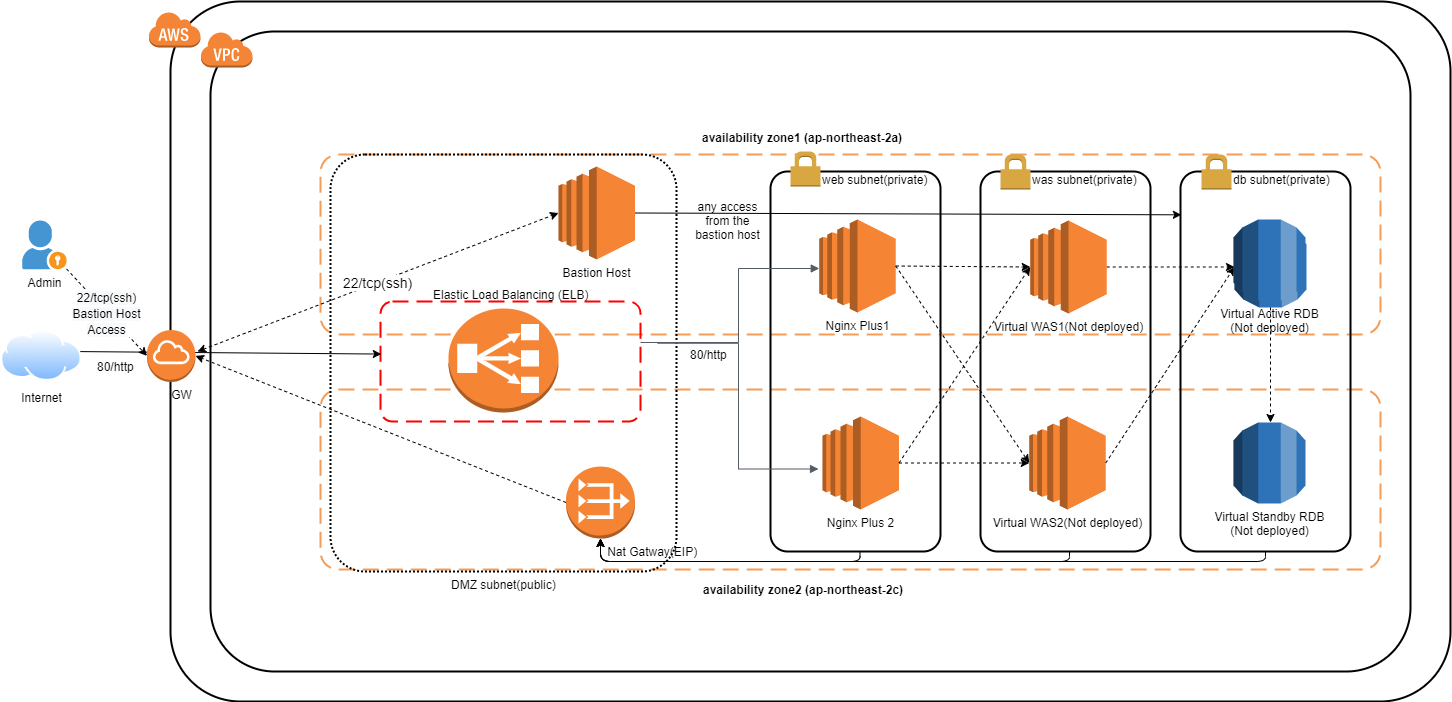 AWS
VPC
availability zone1 (ap-northeast-2a)
web subnet(private)
was subnet(private)
db subnet(private)
any access
from the
bastion host
Bastion Host
Admin
22/tcp(ssh)
Bastion Host
Access
22/tcp(ssh)
Elastic Load Balancing (ELB)
Nginx Plus1
Virtual WAS1(Not deployed)
Virtual Active RDB
(Not deployed)
80/http
80/http
Internet
GW
Nginx Plus 2
Virtual WAS2(Not deployed)
Virtual Standby RDB
(Not deployed)
Nat Gatway(EIP)
DMZ subnet(public)
availability zone2 (ap-northeast-2c)